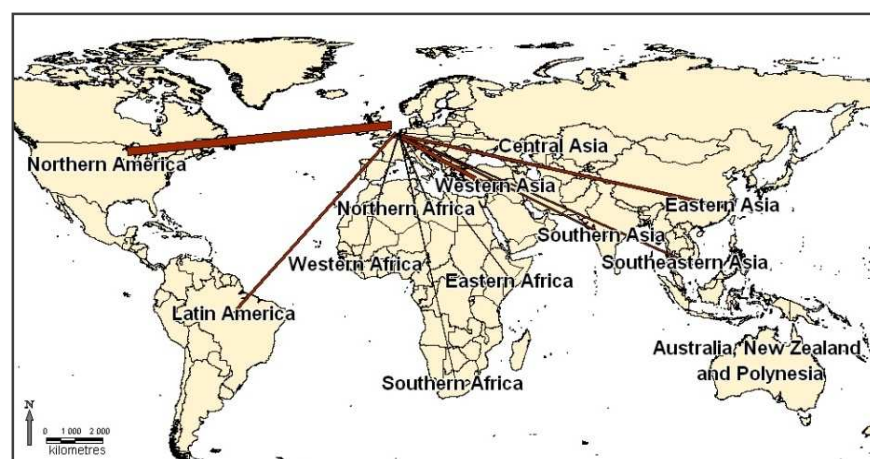 Central Asia
Northern America
Western Asia
Northern Africa
Eastern Asia
Southern Asia
Western Africa
Southeastern Asia
Eastern Africa
Latin America
Australia, New Zealand
and Polynesia
Southern Africa
N
0 1 000 2 000
kilometres